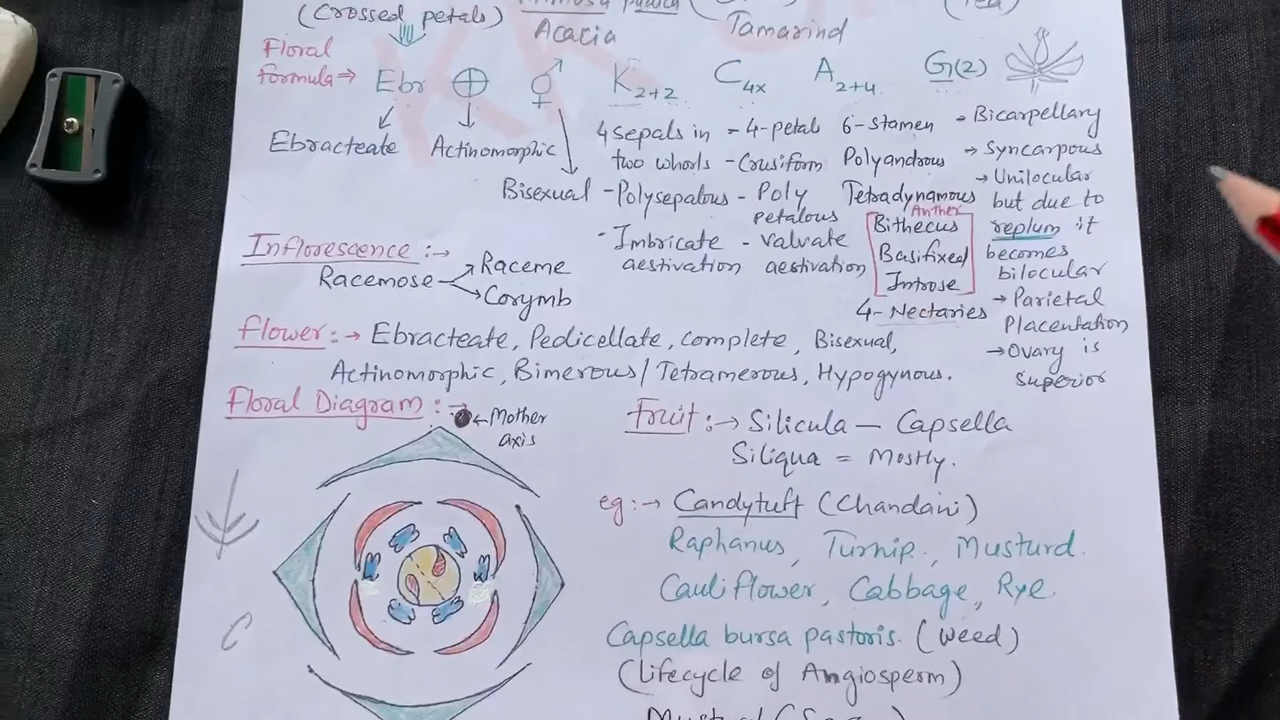 (Crossed petals)
Acacia
Tamarind
Floral
formula⇒ Ebr ⊕ ⚥ K2+2 C4x A2+4 G(2)
Ebracteate
Actinomorphic
Bisexual
4 sepals in
two whorls
-Polysepalous
- Imbricate
aestivation
- 4-petal
- Crusiform
- Poly
petalous
- valvate
aestivation
6-stamen
Polyandrous
Tetradynamous
Anther
Bithecus
Basifixed
Introse
4-Nectaries
→ Bicarpellary
→ Syncarpous
→ Unilocular
but due to
replum it
becomes
bilocular
→ Parietal
Placentation
→ Ovary is
superior
Inflorescence :→
Racemose
Raceme
Corymb
flower:→ Ebracteate, Pedicellate, complete, Bisexual,
Actinomorphic, Bimerous/Tetramerous, Hypogynous.
Floral Diagram:→
←Mother
axis
Fruit:→ Silicula — Capsella
Siliqua = Mostly.
eg:→ Candytuft (Chandani)
Raphanus, Turnip, Musturd.
Cauliflower, Cabbage, Rye.
Capsella bursa pastoris. (weed)
(Lifecycle of Angiosperm)
C